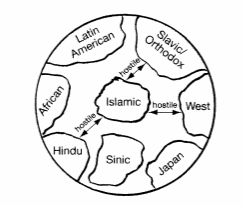 Latin
American
Slavic/
Orthodox
hostile
African
Islamic
hostile
West
hostile
Hindu
Sinic
Japan